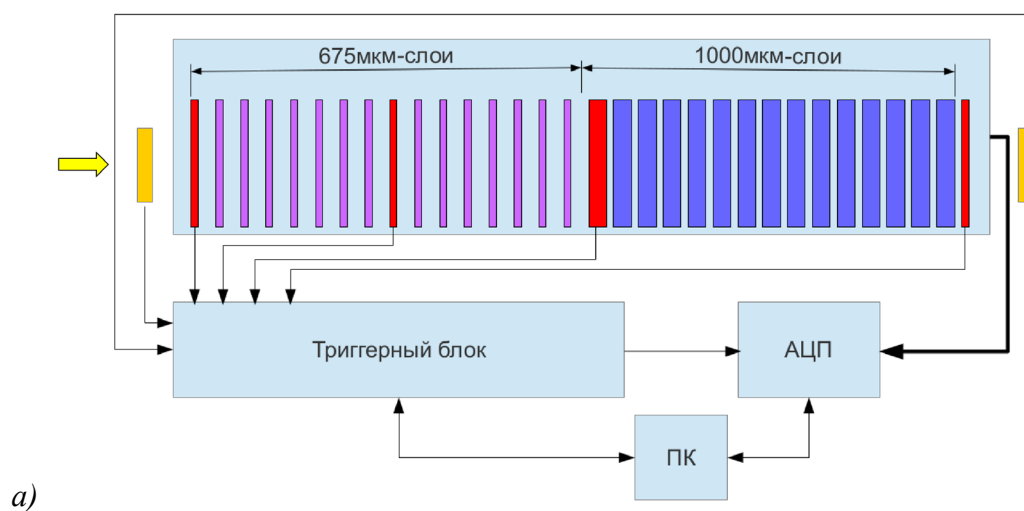 675мкм-слои
1000мкм-слои
Триггерный блок
АЦП
ПК
а)